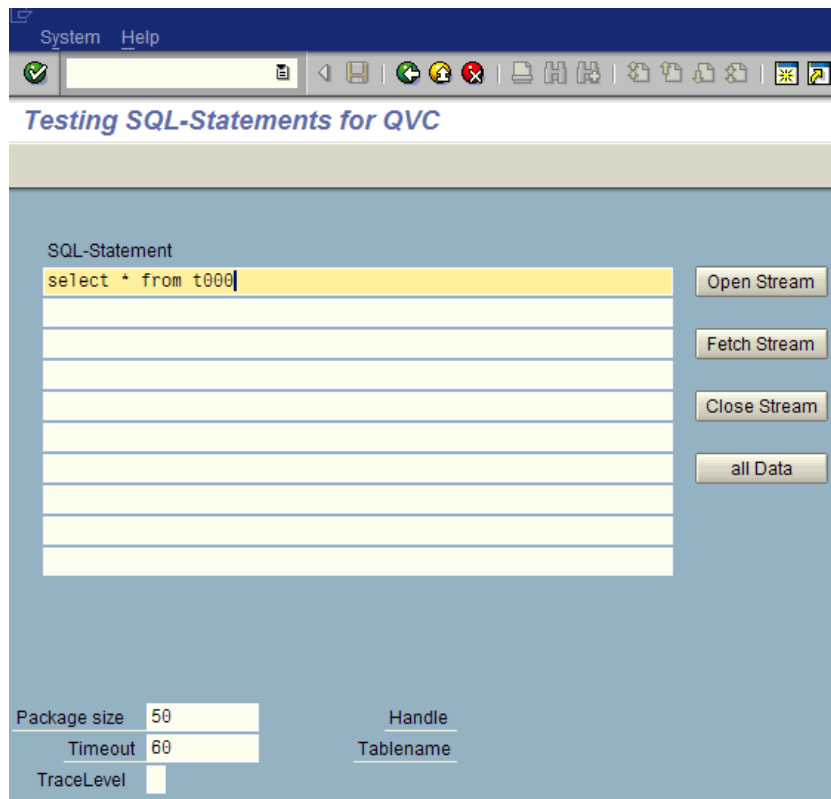 System Help
Testing SQL-Statements for QVC
SQL-Statement
select * from t000
Open Stream
Fetch Stream
Close Stream
all Data
Package size 50 Handle
Timeout 60 Tablename
TraceLevel